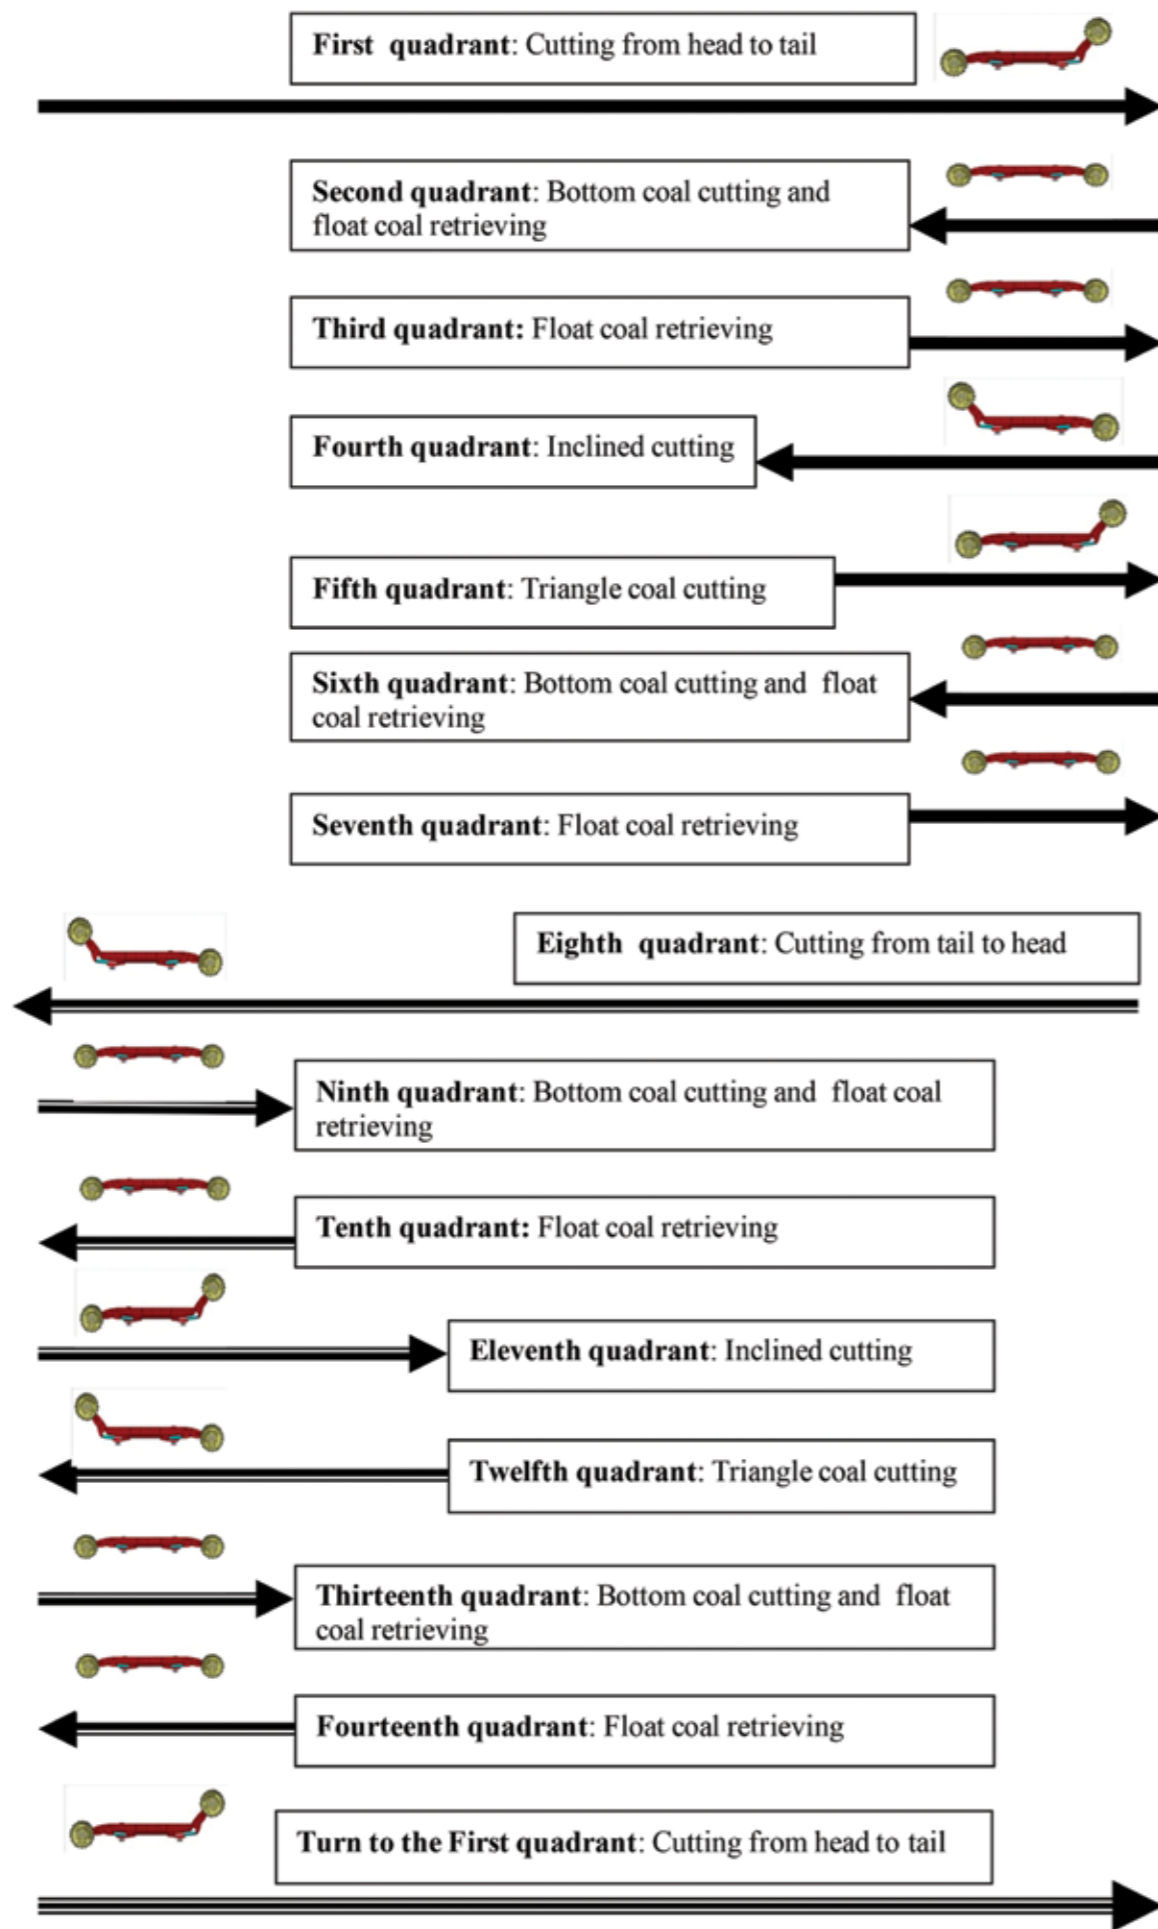 First quadrant: Cutting from head to tail
Second quadrant: Bottom coal cutting and
float coal retrieving
Third quadrant: Float coal retrieving
Fourth quadrant: Inclined cutting
Fifth quadrant: Triangle coal cutting
Sixth quadrant: Bottom coal cutting and float
coal retrieving
Seventh quadrant: Float coal retrieving
Eighth quadrant: Cutting from tail to head
Ninth quadrant: Bottom coal cutting and float coal
retrieving
Tenth quadrant: Float coal retrieving
Eleventh quadrant: Inclined cutting
Twelfth quadrant: Triangle coal cutting
Thirteenth quadrant: Bottom coal cutting and float
coal retrieving
Fourteenth quadrant: Float coal retrieving
Turn to the First quadrant: Cutting from head to tail